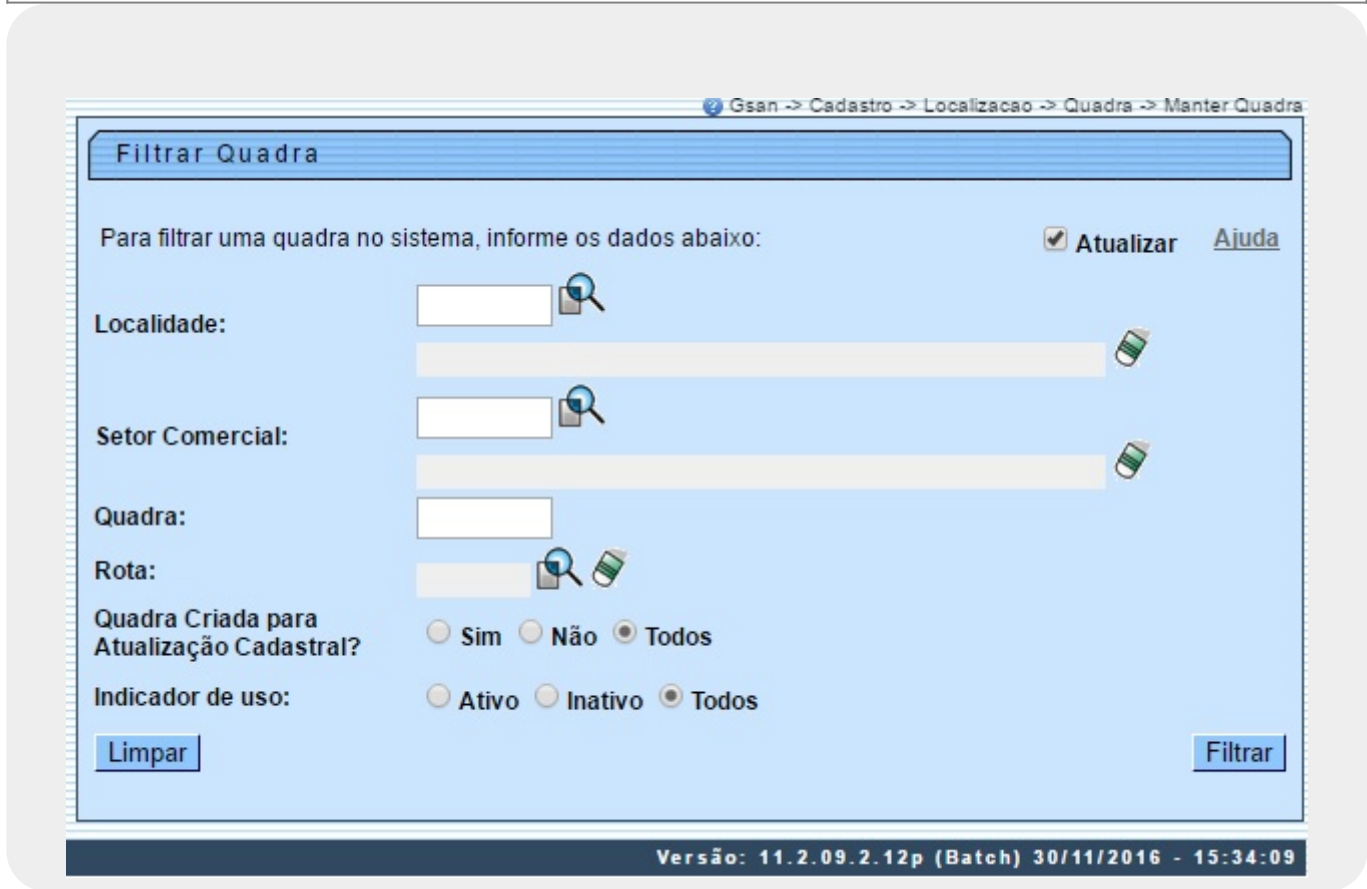 Gsan -> Cadastro -> Localizacao -> Quadra -> Manter Quadra
Filtrar Quadra
Para filtrar uma quadra no sistema, informe os dados abaixo:
Atualizar
Ajuda
Localidade:
Setor Comercial:
Quadra:
Rota:
Quadra Criada para
Atualização Cadastral?
Sim Não Todos
Indicador de uso:
Ativo Inativo Todos
Limpar
Filtrar
Versão: 11.2.09.2.12p (Batch) 30/11/2016 - 15:34:09